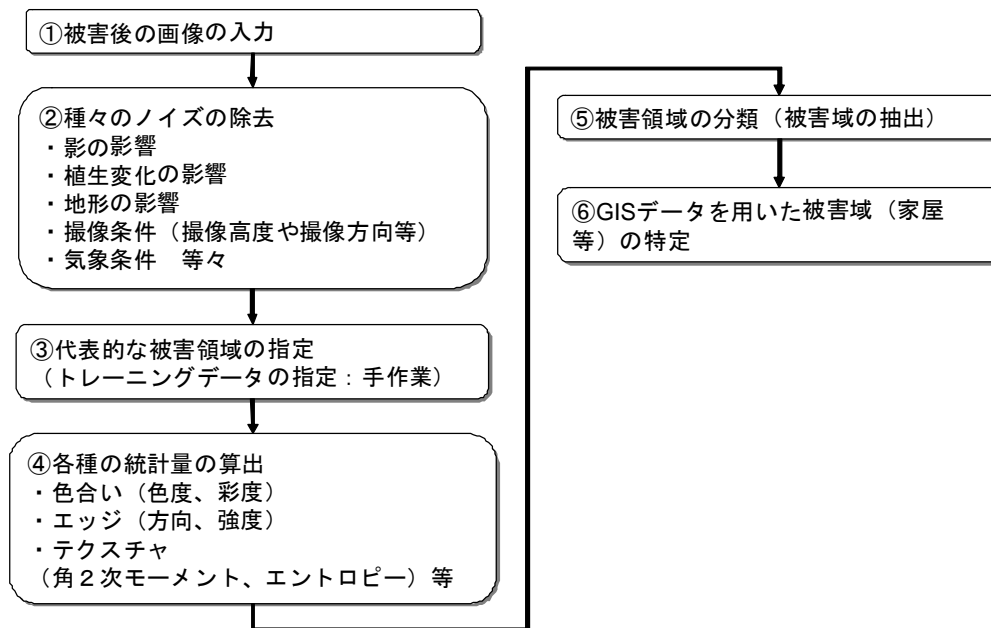 ①被害後の画像の入力
②種々のノイズの除去
・影の影響
・植生変化の影響
・地形の影響
・撮像条件（撮像高度や撮像方向等）
・気象条件　等々
③代表的な被害領域の指定
（トレーニングデータの指定：手作業）
④各種の統計量の算出
・色合い（色度、彩度）
・エッジ（方向、強度）
・テクスチャ
（角２次モーメント、エントロピー）等
⑤被害領域の分類（被害域の抽出）
⑥GISデータを用いた被害域（家屋
等）の特定